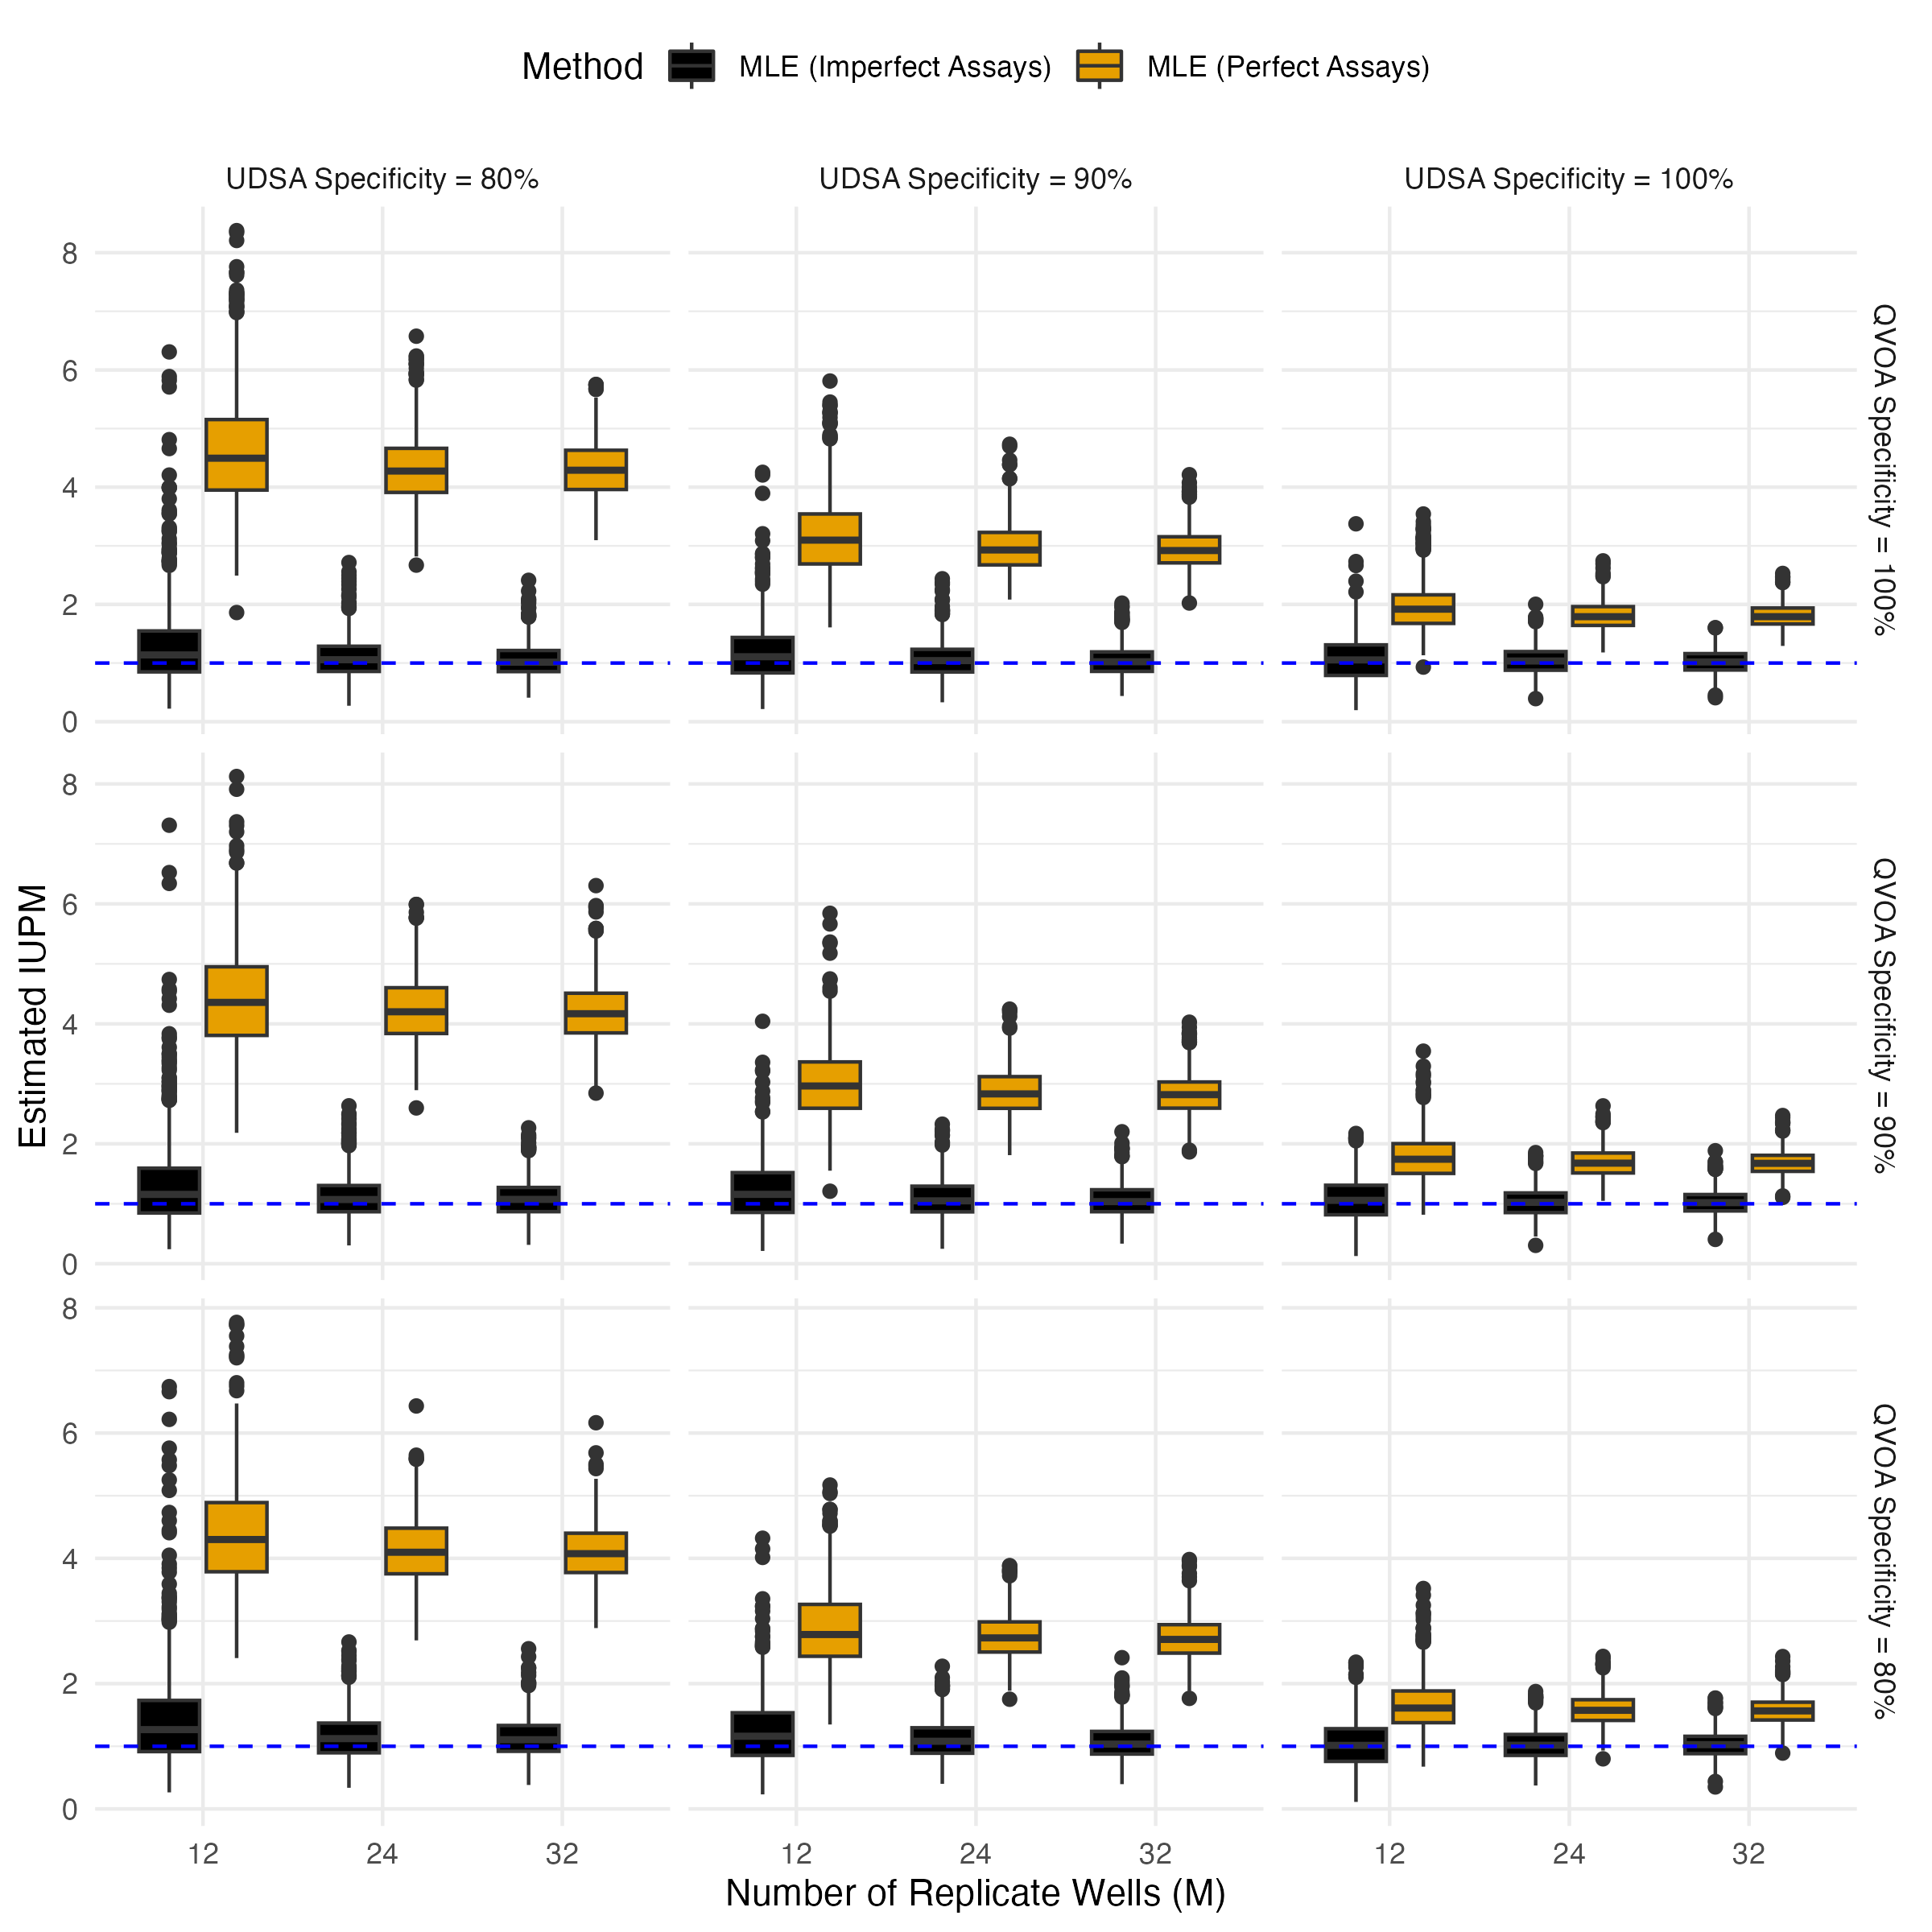 Method MLE (Imperfect Assays) MLE (Perfect Assays)
UDSA Specificity = 80% UDSA Specificity = 90% UDSA Specificity = 100%
8
6
4
2
0
QVOA Specificity = 100%
8
6
4
2
0
QVOA Specificity = 90%
8
6
4
2
0
QVOA Specificity = 80%
Estimated IUPM
12 24 32 12 24 32 12 24 32
Number of Replicate Wells (M)